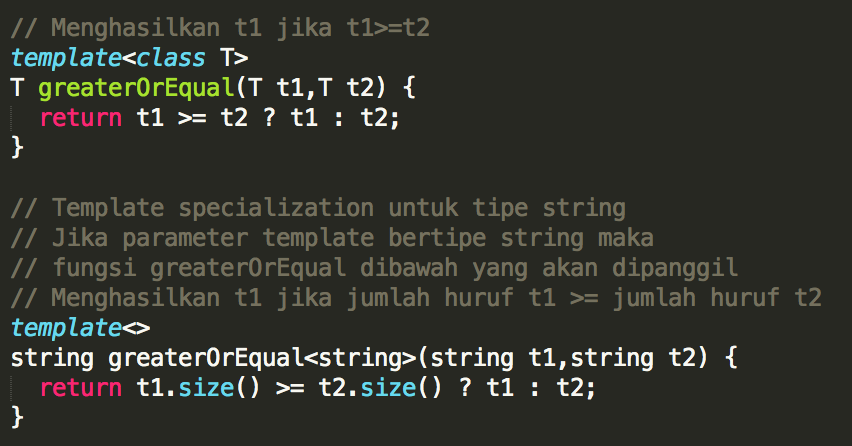 // Menghasilkan t1 jika t1>=t2
template<class T>
T greaterOrEqual(T t1,T t2) {
  return t1 >= t2 ? t1 : t2;
}

// Template specialization untuk tipe string
// Jika parameter template bertipe string maka
// fungsi greaterOrEqual dibawah yang akan dipanggil
// Menghasilkan t1 jika jumlah huruf t1 >= jumlah huruf t2
template<>
string greaterOrEqual<string>(string t1,string t2) {
  return t1.size() >= t2.size() ? t1 : t2;
}